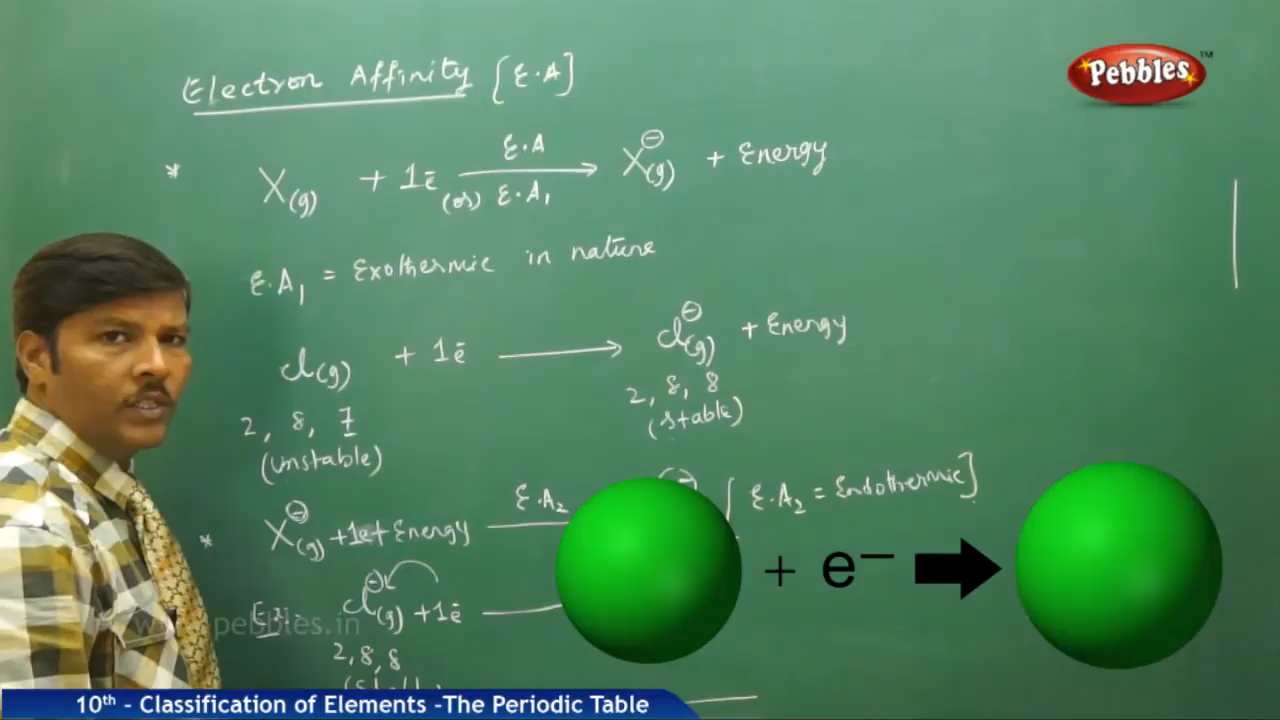 Electron Affinity [E.A]
Pebbles™
* X(g) + 1ē E.A (or) E.A₁ → X⊖(g) + Energy
E.A₁ = Exothermic in nature
Cl(g) + 1ē → Cl⊖(g) + Energy
2, 8, 7 2, 8, 8
(Unstable) (stable)
* X⊖(g) + 1ē + Energy E.A₂ [E.A₂ = Endothermic]
+ e–
Ex:- Cl⊖(g) + 1ē
www.pebbles.in
2, 8, 8
10th - Classification of Elements -The Periodic Table